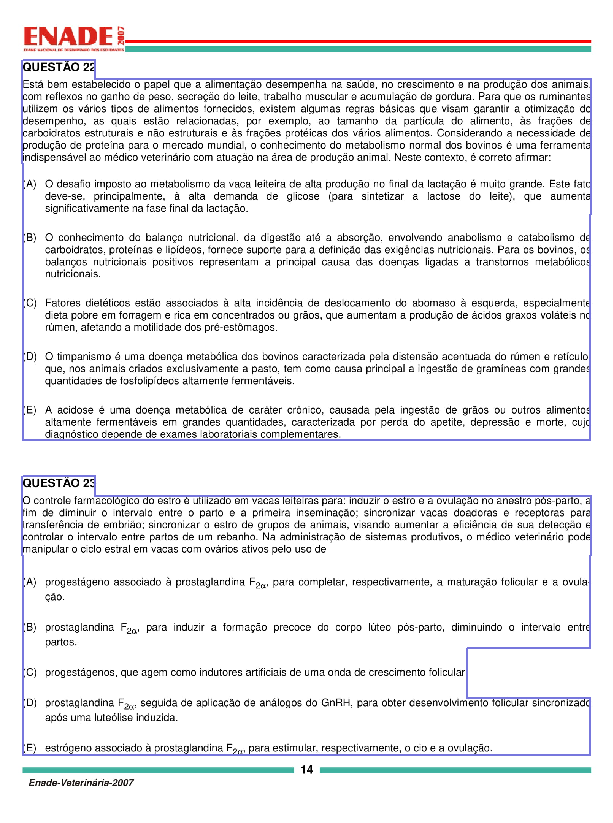 ENADE 2007
EXAME NACIONAL DE DESEMPENHO DOS ESTUDANTES
QUESTÃO 22
Está bem estabelecido o papel que a alimentação desempenha na saúde, no crescimento e na produção dos animais,
com reflexos no ganho de peso, secreção do leite, trabalho muscular e acumulação de gordura. Para que os ruminantes
utilizem os vários tipos de alimentos fornecidos, existem algumas regras básicas que visam garantir a otimização do
desempenho, as quais estão relacionadas, por exemplo, ao tamanho da partícula do alimento, às frações de
carboidratos estruturais e não estruturais e às frações protéicas dos vários alimentos. Considerando a necessidade de
produção de proteína para o mercado mundial, o conhecimento do metabolismo normal dos bovinos é uma ferramenta
indispensável ao médico veterinário com atuação na área de produção animal. Neste contexto, é correto afirmar:
(A) O desafio imposto ao metabolismo da vaca leiteira de alta produção no final da lactação é muito grande. Este fato
deve-se, principalmente, à alta demanda de glicose (para sintetizar a lactose do leite), que aumenta
significativamente na fase final da lactação.
(B) O conhecimento do balanço nutricional, da digestão até a absorção, envolvendo anabolismo e catabolismo de
carboidratos, proteínas e lipídeos, fornece suporte para a definição das exigências nutricionais. Para os bovinos, os
balanços nutricionais positivos representam a principal causa das doenças ligadas a transtornos metabólicos
nutricionais.
(C) Fatores dietéticos estão associados à alta incidência de deslocamento do abomaso à esquerda, especialmente
dieta pobre em forragem e rica em concentrados ou grãos, que aumentam a produção de ácidos graxos voláteis no
rúmen, afetando a motilidade dos pré-estômagos.
(D) O timpanismo é uma doença metabólica dos bovinos caracterizada pela distensão acentuada do rúmen e retículo
que, nos animais criados exclusivamente a pasto, tem como causa principal a ingestão de gramíneas com grandes
quantidades de fosfolipídeos altamente fermentáveis.
(E) A acidose é uma doença metabólica de caráter crônico, causada pela ingestão de grãos ou outros alimentos
altamente fermentáveis em grandes quantidades, caracterizada por perda do apetite, depressão e morte, cujo
diagnóstico depende de exames laboratoriais complementares.
QUESTÃO 23
O controle farmacológico do estro é utilizado em vacas leiteiras para: induzir o estro e a ovulação no anestro pós-parto, a
fim de diminuir o intervalo entre o parto e a primeira inseminação; sincronizar vacas doadoras e receptoras para
transferência de embrião; sincronizar o estro de grupos de animais, visando aumentar a eficiência de sua detecção e
controlar o intervalo entre partos de um rebanho. Na administração de sistemas produtivos, o médico veterinário pode
manipular o ciclo estral em vacas com ovários ativos pelo uso de
(A) progestágeno associado à prostaglandina F2α, para completar, respectivamente, a maturação folicular e a ovula-
ção.
(B) prostaglandina F2α, para induzir a formação precoce do corpo lúteo pós-parto, diminuindo o intervalo entre
partos.
(C) progestágenos, que agem como indutores artificiais de uma onda de crescimento folicular
(D) prostaglandina F2α, seguida de aplicação de análogos do GnRH, para obter desenvolvimento folicular sincronizado
após uma luteólise induzida.
(E) estrógeno associado à prostaglandina F2α, para estimular, respectivamente, o cio e a ovulação.
14
Enade-Veterinária-2007